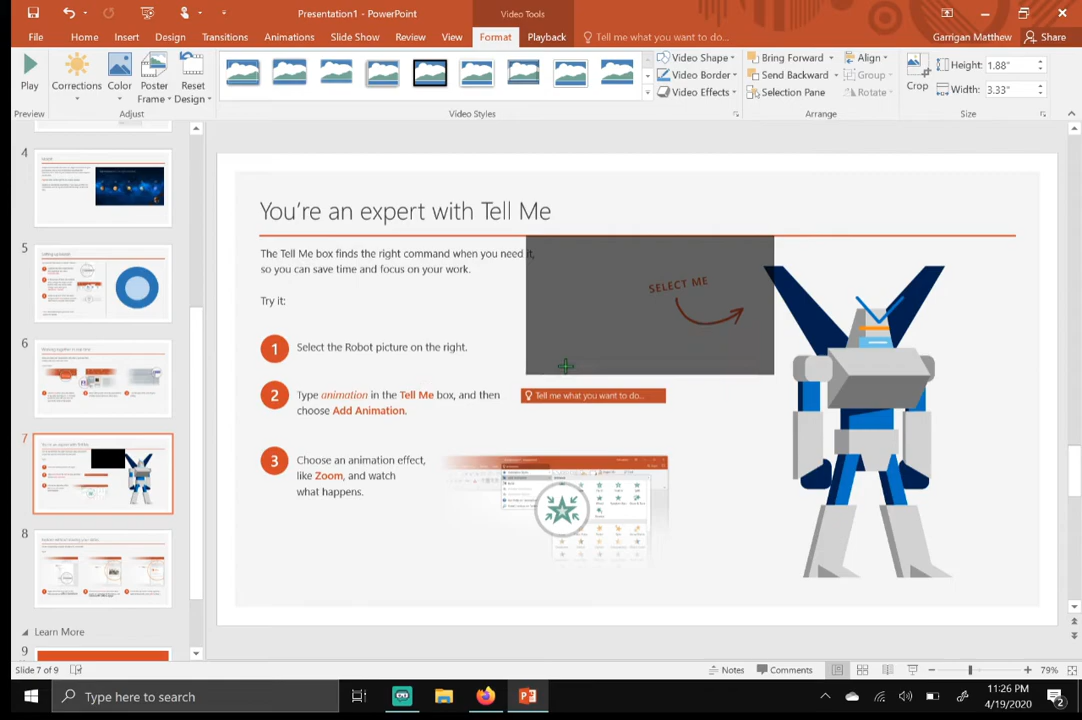 Presentation1 - PowerPoint
Video Tools
File
Home
Insert
Design
Transitions
Animations
Slide Show
Review
View
Format
Playback
Tell me what you want to do...
Garrigan Matthew
Share
Play
Corrections
Color
Poster Frame
Reset Design
Video Shape
Video Border
Video Effects
Bring Forward
Send Backward
Selection Pane
Align
Group
Rotate
Crop
Height: 1.88"
Width: 3.33"
Preview
Adjust
Video Styles
Arrange
Size
4
5
6
7
8
Learn More
9
You're an expert with Tell Me
The Tell Me box finds the right command when you need it,
so you can save time and focus on your work.
Try it:
SELECT ME
1
Select the Robot picture on the right.
2
Type animation in the Tell Me box, and then
choose Add Animation.
Tell me what you want to do...
3
Choose an animation effect,
like Zoom, and watch
what happens.
Slide 7 of 9
Notes
Comments
79%
Type here to search
11:26 PM
4/19/2020
2